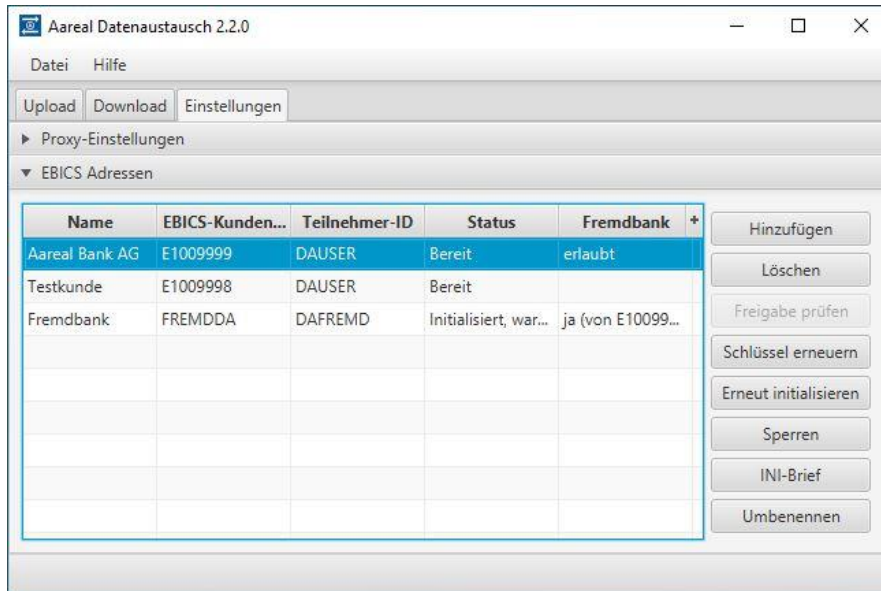 Aareal Datenaustausch 2.2.0
Datei Hilfe
Upload Download Einstellungen
Proxy-Einstellungen
EBICS Adressen
Name EBICS-Kunden... Teilnehmer-ID Status Fremdbank +
Aareal Bank AG E1009999 DAUSER Bereit erlaubt
Testkunde E1009998 DAUSER Bereit
Fremdbank FREMDDA DAFREMD Initialisiert, war... ja (von E10099...
Hinzufügen
Löschen
Freigabe prüfen
Schlüssel erneuern
Erneut initialisieren
Sperren
INI-Brief
Umbenennen